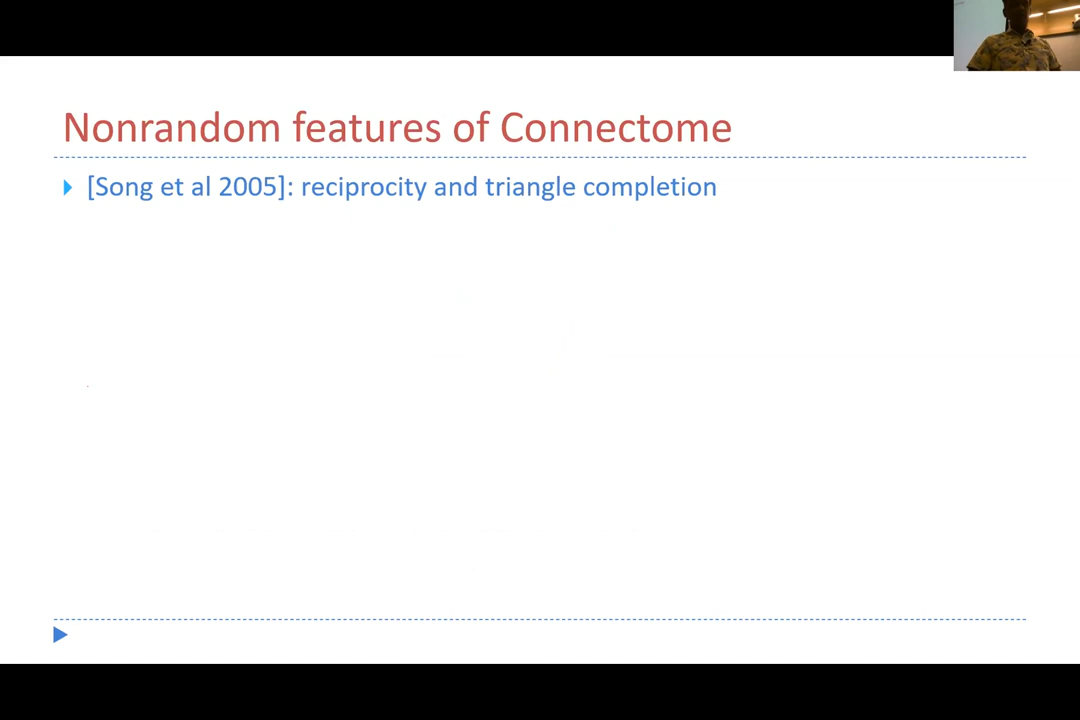 Nonrandom features of Connectome
[Song et al 2005]: reciprocity and triangle completion